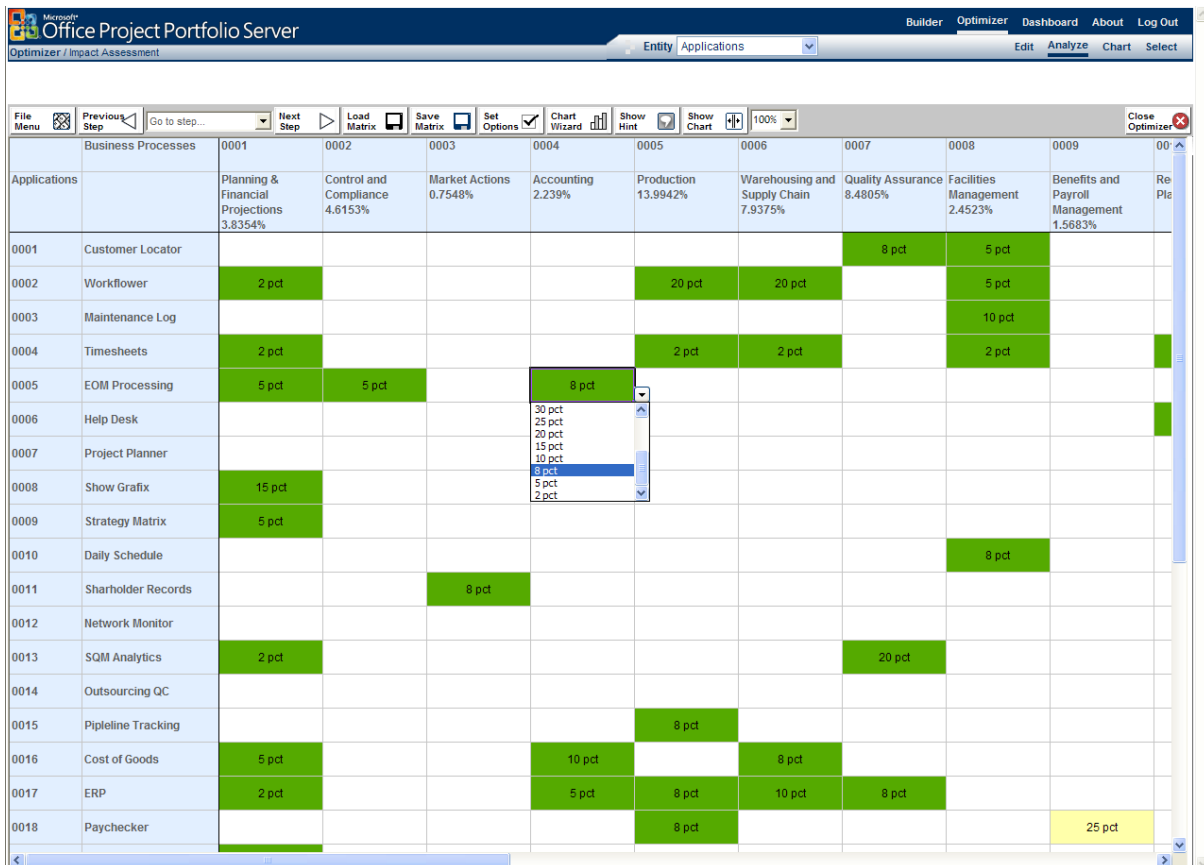 Microsoft®
Office Project Portfolio Server
Builder Optimizer Dashboard About Log Out
Optimizer / Impact Assessment
Entity Applications
Edit Analyze Chart Select
File Menu
Previous Step
Go to step...
Next Step
Load Matrix
Save Matrix
Set Options
Chart Wizard
Show Hint
Show Chart
100%
Close Optimizer
Business Processes 0001 0002 0003 0004 0005 0006 0007 0008 0009
Applications
Planning & Financial Projections 3.8354%
Control and Compliance 4.6153%
Market Actions 0.7548%
Accounting 2.239%
Production 13.9942%
Warehousing and Supply Chain 7.9375%
Quality Assurance 8.4805%
Facilities Management 2.4523%
Benefits and Payroll Management 1.5683%
0001 Customer Locator 8 pct 5 pct
0002 Workflower 2 pct 20 pct 20 pct 5 pct
0003 Maintenance Log 10 pct
0004 Timesheets 2 pct 2 pct 2 pct 2 pct
0005 EOM Processing 5 pct 5 pct 8 pct
30 pct
25 pct
20 pct
15 pct
10 pct
8 pct
5 pct
2 pct
0006 Help Desk
0007 Project Planner
0008 Show Grafix 15 pct
0009 Strategy Matrix 5 pct
0010 Daily Schedule 8 pct
0011 Sharholder Records 8 pct
0012 Network Monitor
0013 SQM Analytics 2 pct 20 pct
0014 Outsourcing QC
0015 Pipleline Tracking 8 pct
0016 Cost of Goods 5 pct 10 pct 8 pct
0017 ERP 2 pct 5 pct 8 pct 10 pct 8 pct
0018 Paychecker 8 pct 25 pct